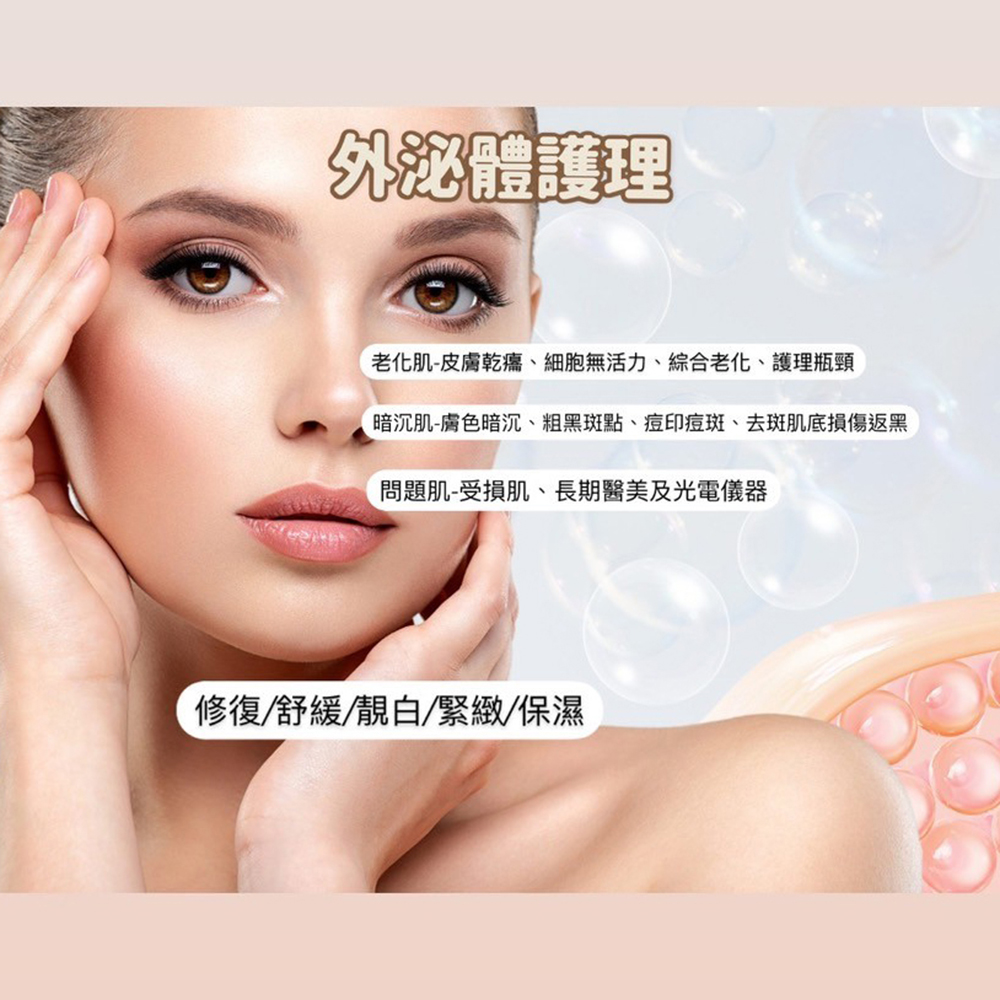 外泌體護理
老化肌-皮膚乾癟、細胞無活力、綜合老化、護理瓶頸
暗沉肌-膚色暗沉、粗黑斑點、痘印痘斑、去斑肌底損傷返黑
問題肌-受損肌、長期醫美及光電儀器
修復/舒緩/靚白/緊緻/保濕